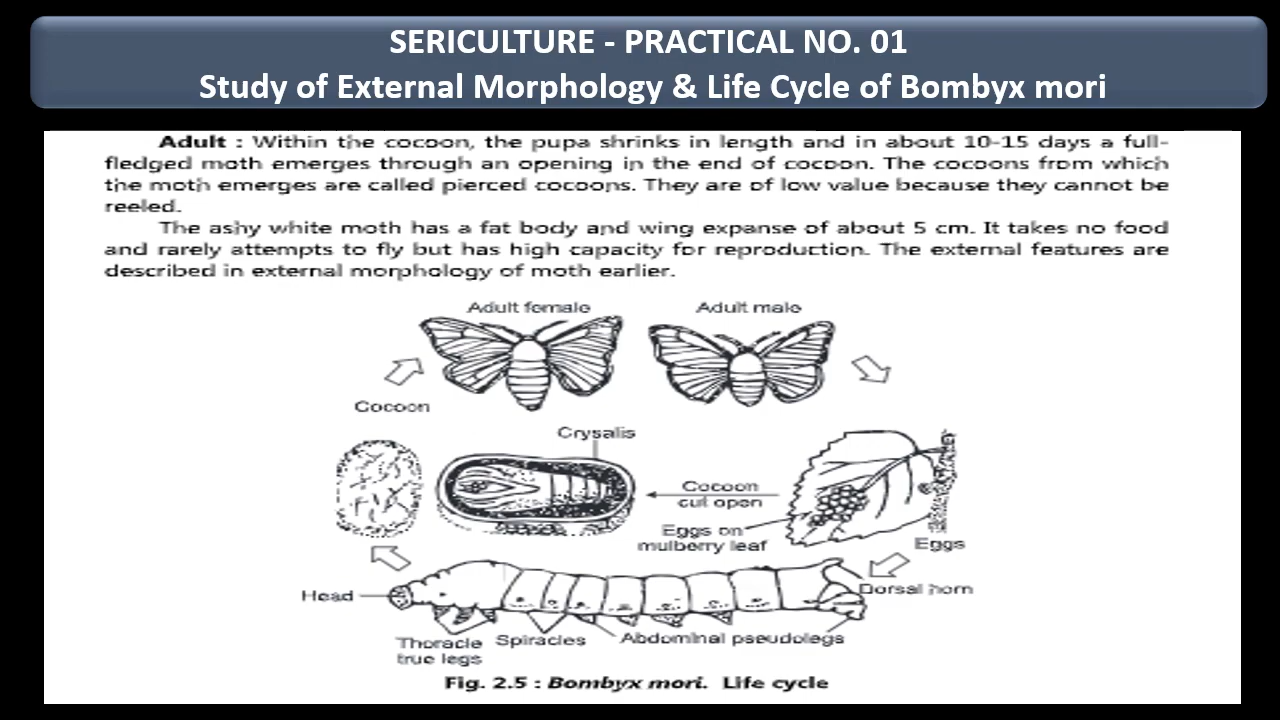 SERICULTURE - PRACTICAL NO. 01
Study of External Morphology & Life Cycle of Bombyx mori
Adult : Within the cocoon, the pupa shrinks in length and in about 10-15 days a full-
fledged moth emerges through an opening in the end of cocoon. The cocoons from which
the moth emerges are called pierced cocoons. They are of low value because they cannot be
reeled.
The ashy white moth has a fat body and wing expanse of about 5 cm. It takes no food
and rarely attempts to fly but has high capacity for reproduction. The external features are
described in external morphology of moth earlier.
Adult female
Adult male
Cocoon
Crysalis
Cocoon
cut open
Eggs on
mulberry leaf
Eggs
Head
Dorsal horn
Thoracle
true legs
Spiracles
Abdominal pseudolegs
Fig. 2.5 : Bombyx mori. Life cycle